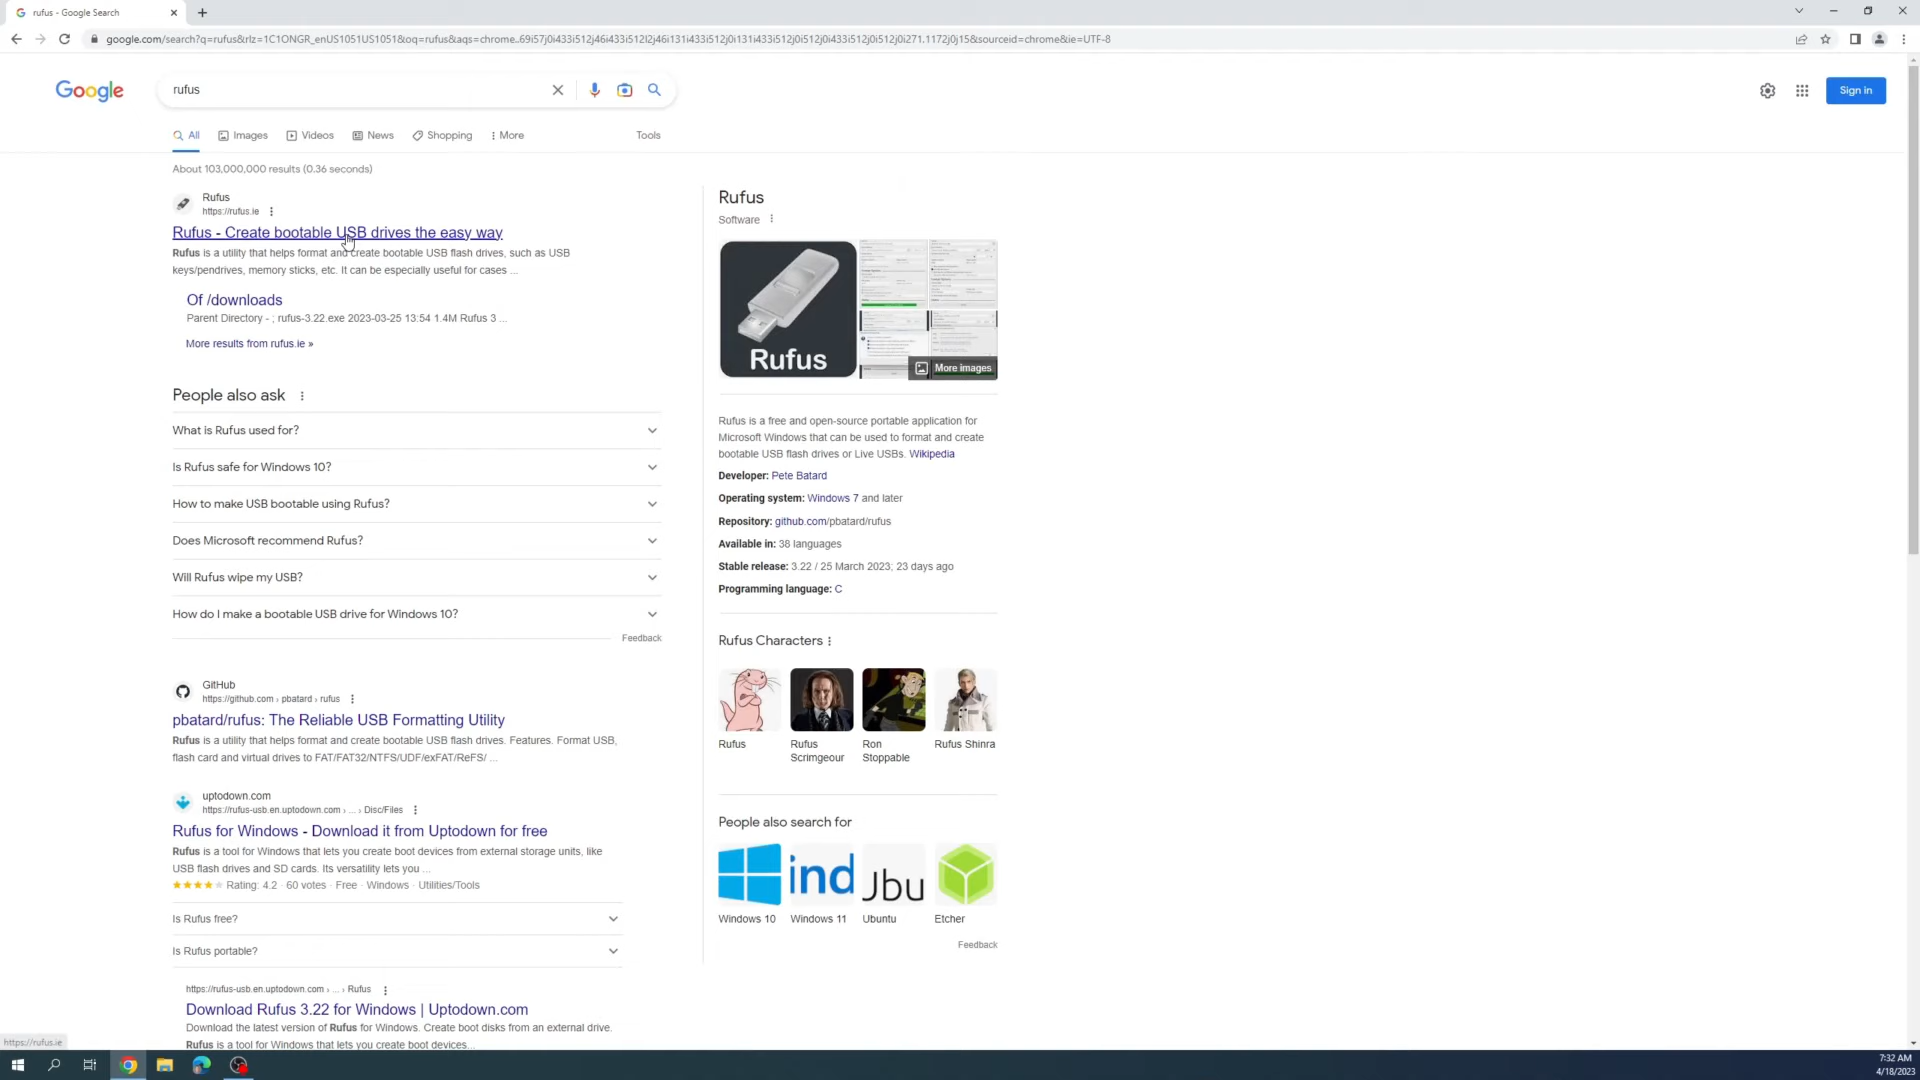 rufus - Google Search
google.com/search?q=rufus&rlz=1C1ONGR_enUS1051US1051&oq=rufus&aqs=chrome..69i57j0i433i512j46i433i512l2j46i131i433i512j0i131i433i512j0i512j0i433i512j0i512j0i271.1172j0j15&sourceid=chrome&ie=UTF-8
Google
rufus
Sign in
All
Images
Videos
News
Shopping
More
Tools
About 103,000,000 results (0.36 seconds)
Rufus
https://rufus.ie
Rufus - Create bootable USB drives the easy way
Rufus is a utility that helps format and create bootable USB flash drives, such as USB
keys/pendrives, memory sticks, etc. It can be especially useful for cases ...
Of /downloads
Parent Directory - ; rufus-3.22.exe 2023-03-25 13:54 1.4M Rufus 3 ...
More results from rufus.ie »
People also ask
What is Rufus used for?
Is Rufus safe for Windows 10?
How to make USB bootable using Rufus?
Does Microsoft recommend Rufus?
Will Rufus wipe my USB?
How do I make a bootable USB drive for Windows 10?
Feedback
GitHub
https://github.com › pbatard › rufus
pbatard/rufus: The Reliable USB Formatting Utility
Rufus is a utility that helps format and create bootable USB flash drives. Features. Format USB,
flash card and virtual drives to FAT/FAT32/NTFS/UDF/exFAT/ReFS/ ...
uptodown.com
https://rufus-usb.en.uptodown.com › ... › Disc/Files
Rufus for Windows - Download it from Uptodown for free
Rufus is a tool for Windows that lets you create boot devices from external storage units, like
USB flash drives and SD cards. Its versatility lets you ...
Rating: 4.2 · 60 votes · Free · Windows · Utilities/Tools
Is Rufus free?
Is Rufus portable?
https://rufus-usb.en.uptodown.com › ... › Rufus
Download Rufus 3.22 for Windows | Uptodown.com
Download the latest version of Rufus for Windows. Create boot disks from an external drive.
Rufus is a tool for Windows that lets you create boot devices...
Rufus
Software
Rufus
More images
Rufus is a free and open-source portable application for
Microsoft Windows that can be used to format and create
bootable USB flash drives or Live USBs. Wikipedia
Developer: Pete Batard
Operating system: Windows 7 and later
Repository: github.com/pbatard/rufus
Available in: 38 languages
Stable release: 3.22 / 25 March 2023; 23 days ago
Programming language: C
Rufus Characters
Rufus
Rufus
Scrimgeour
Ron
Stoppable
Rufus Shinra
People also search for
ind
Jbu
Windows 10
Windows 11
Ubuntu
Etcher
Feedback
https://rufus.ie
7:32 AM
4/18/2023